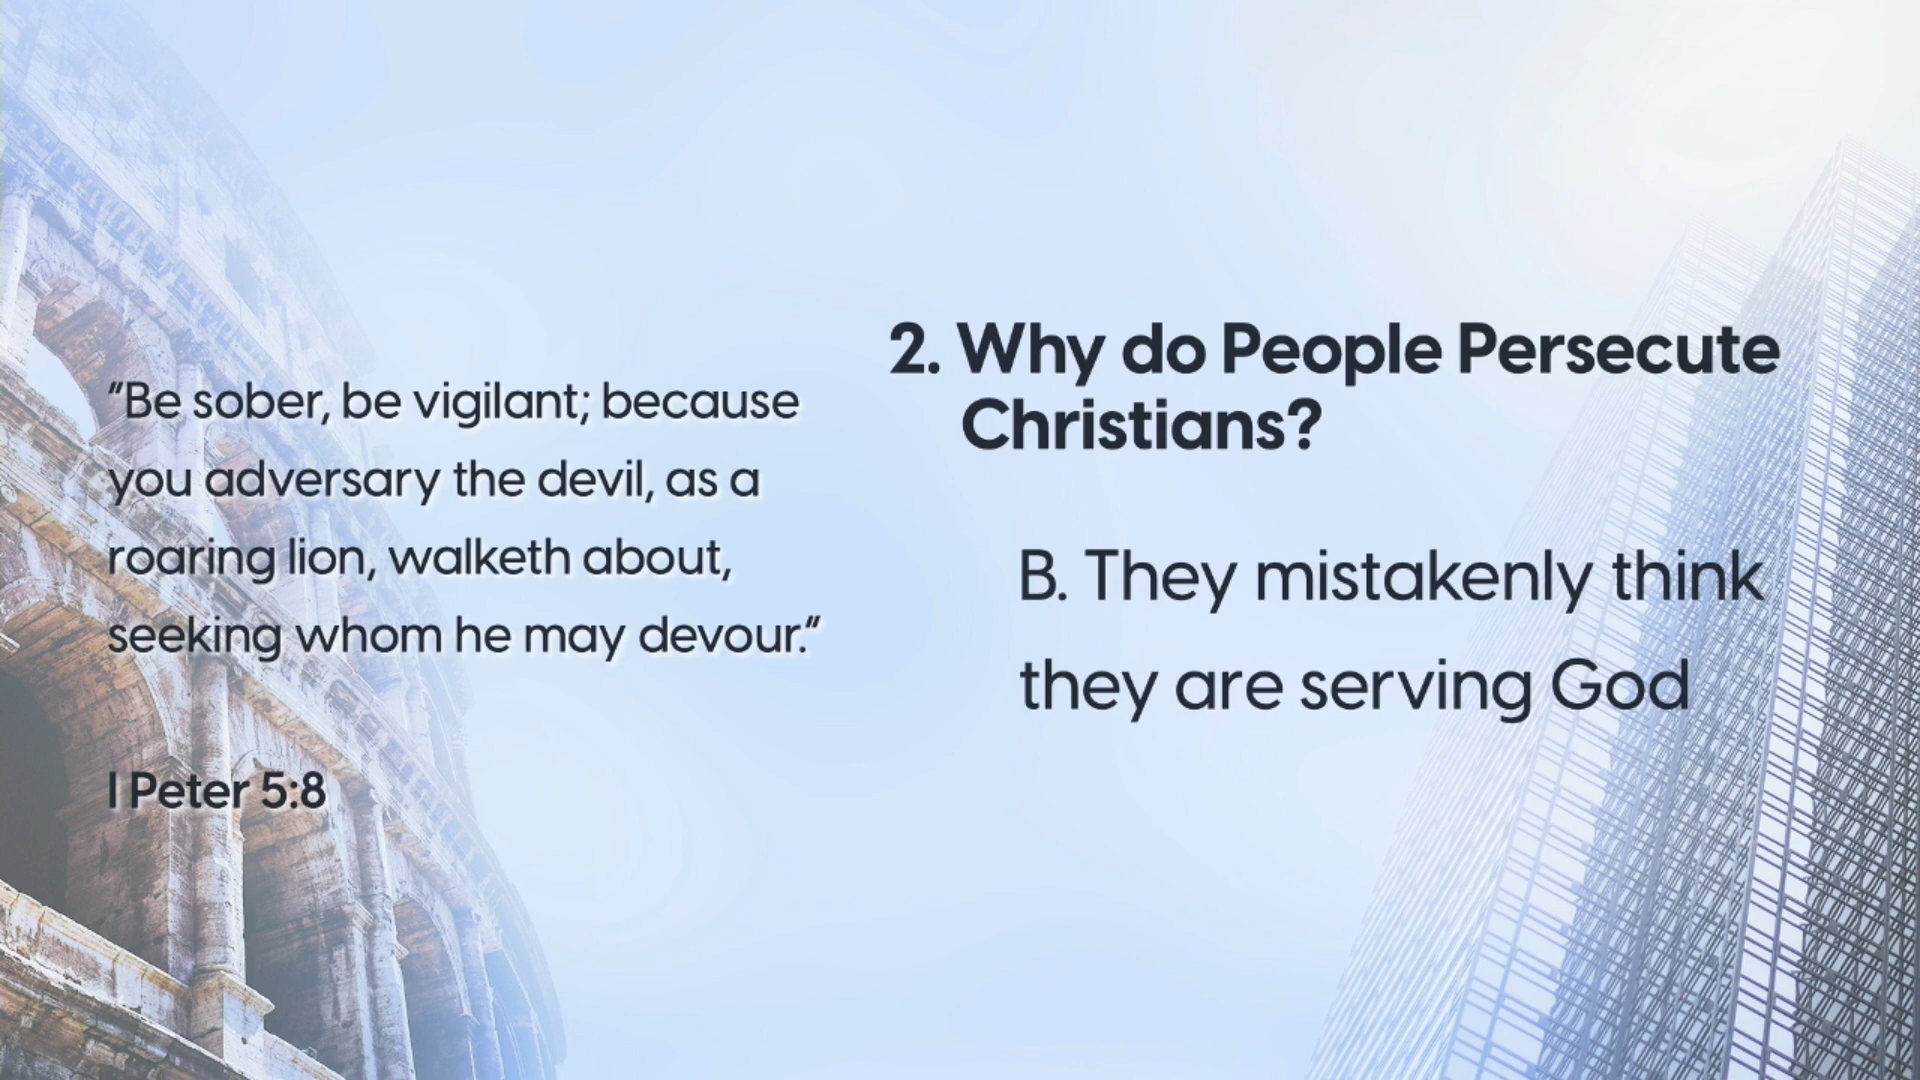 "Be sober, be vigilant; because
you adversary the devil, as a
roaring lion, walketh about,
seeking whom he may devour."
I Peter 5:8
2. Why do People Persecute
Christians?
B. They mistakenly think
they are serving God